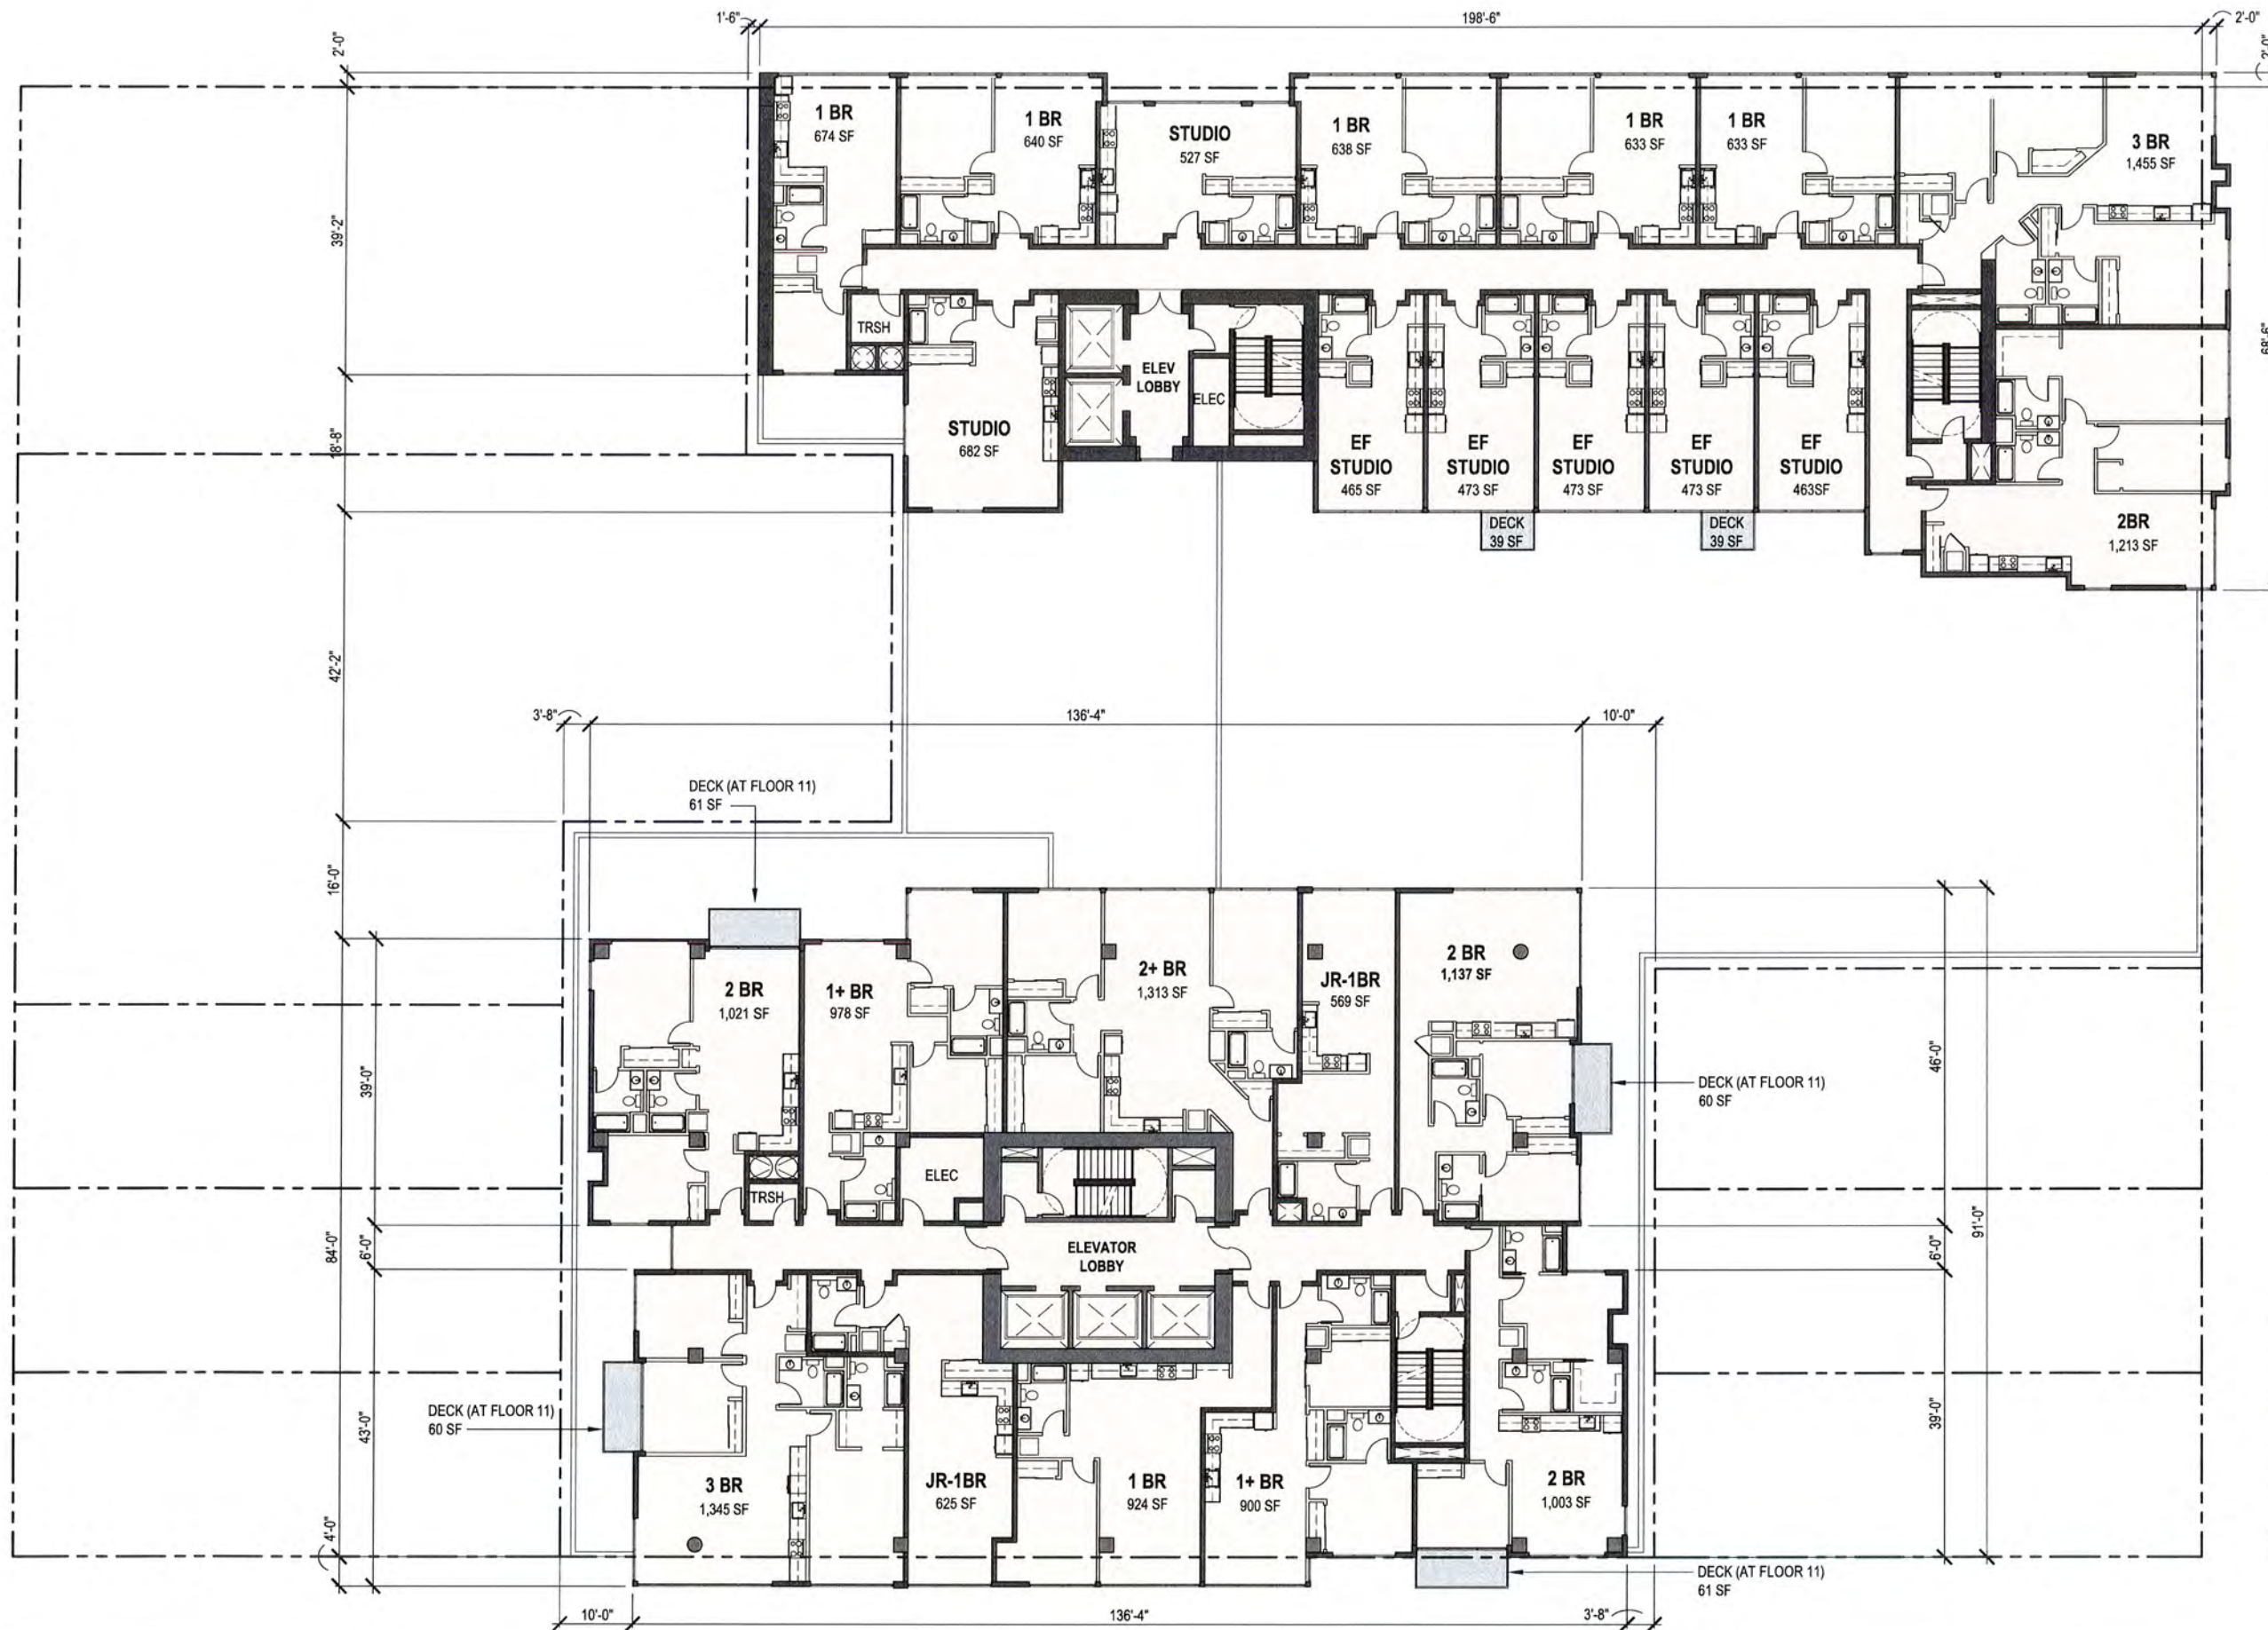 1'-6"
198'-6"
2'-0"
2'-0"
2'-0"
39'-2"
18'-8"
42'-2"
16'-0"
68'-6"
1 BR
674 SF
1 BR
640 SF
STUDIO
527 SF
1 BR
638 SF
1 BR
633 SF
1 BR
633 SF
3 BR
1,455 SF
TRSH
STUDIO
682 SF
ELEV
LOBBY
ELEC
EF
STUDIO
465 SF
EF
STUDIO
473 SF
EF
STUDIO
473 SF
EF
STUDIO
473 SF
EF
STUDIO
463SF
DECK
39 SF
DECK
39 SF
2BR
1,213 SF
3'-8"
136'-4"
10'-0"
DECK (AT FLOOR 11)
61 SF
2 BR
1,021 SF
1+ BR
978 SF
2+ BR
1,313 SF
JR-1BR
569 SF
2 BR
1,137 SF
DECK (AT FLOOR 11)
60 SF
39'-0"
84'-0"
6'-0"
43'-0"
4'-0"
46'-0"
91'-0"
6'-0"
39'-0"
TRSH
ELEC
ELEVATOR
LOBBY
DECK (AT FLOOR 11)
60 SF
3 BR
1,345 SF
JR-1BR
625 SF
1 BR
924 SF
1+ BR
900 SF
2 BR
1,003 SF
DECK (AT FLOOR 11)
61 SF
10'-0"
136'-4"
3'-8"